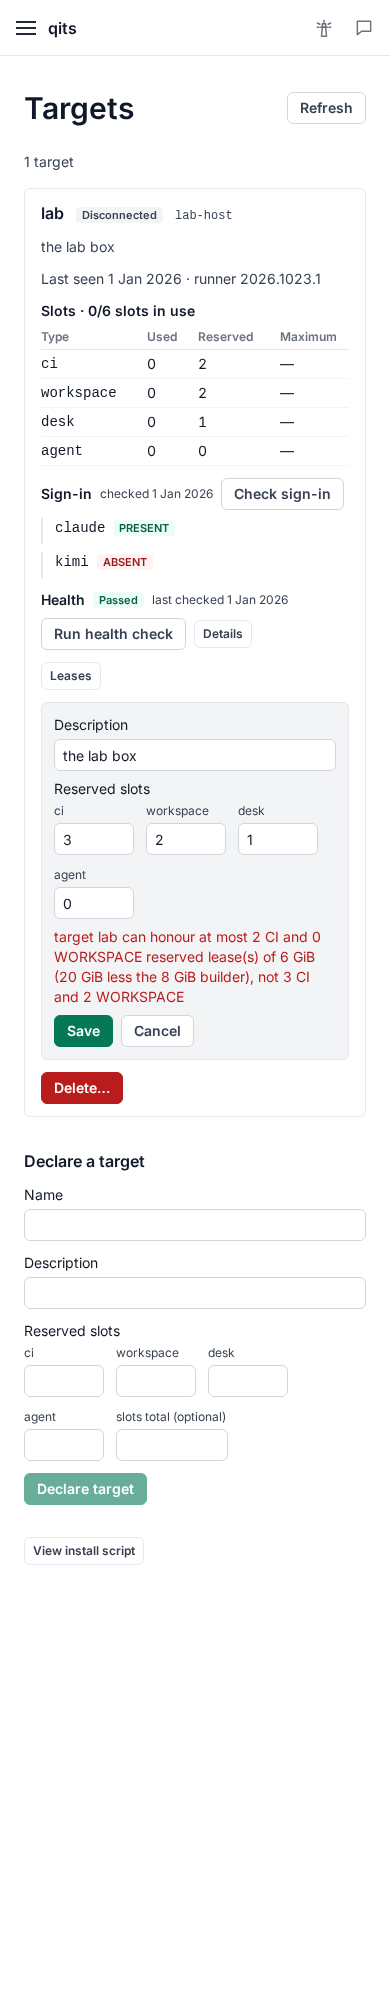 qits
Targets
Refresh
1 target
lab Disconnected lab-host
the lab box
Last seen 1 Jan 2026 · runner 2026.1023.1
Slots · 0/6 slots in use
Type Used Reserved Maximum
ci 0 2 —
workspace 0 2 —
desk 0 1 —
agent 0 0 —
Sign-in checked 1 Jan 2026 Check sign-in
claude PRESENT
kimi ABSENT
Health Passed last checked 1 Jan 2026
Run health check Details
Leases
Description
the lab box
Reserved slots
ci workspace desk
3 2 1
agent
0
target lab can honour at most 2 CI and 0
WORKSPACE reserved lease(s) of 6 GiB
(20 GiB less the 8 GiB builder), not 3 CI
and 2 WORKSPACE
Save Cancel
Delete...
Declare a target
Name
Description
Reserved slots
ci workspace desk
agent slots total (optional)
Declare target
View install script